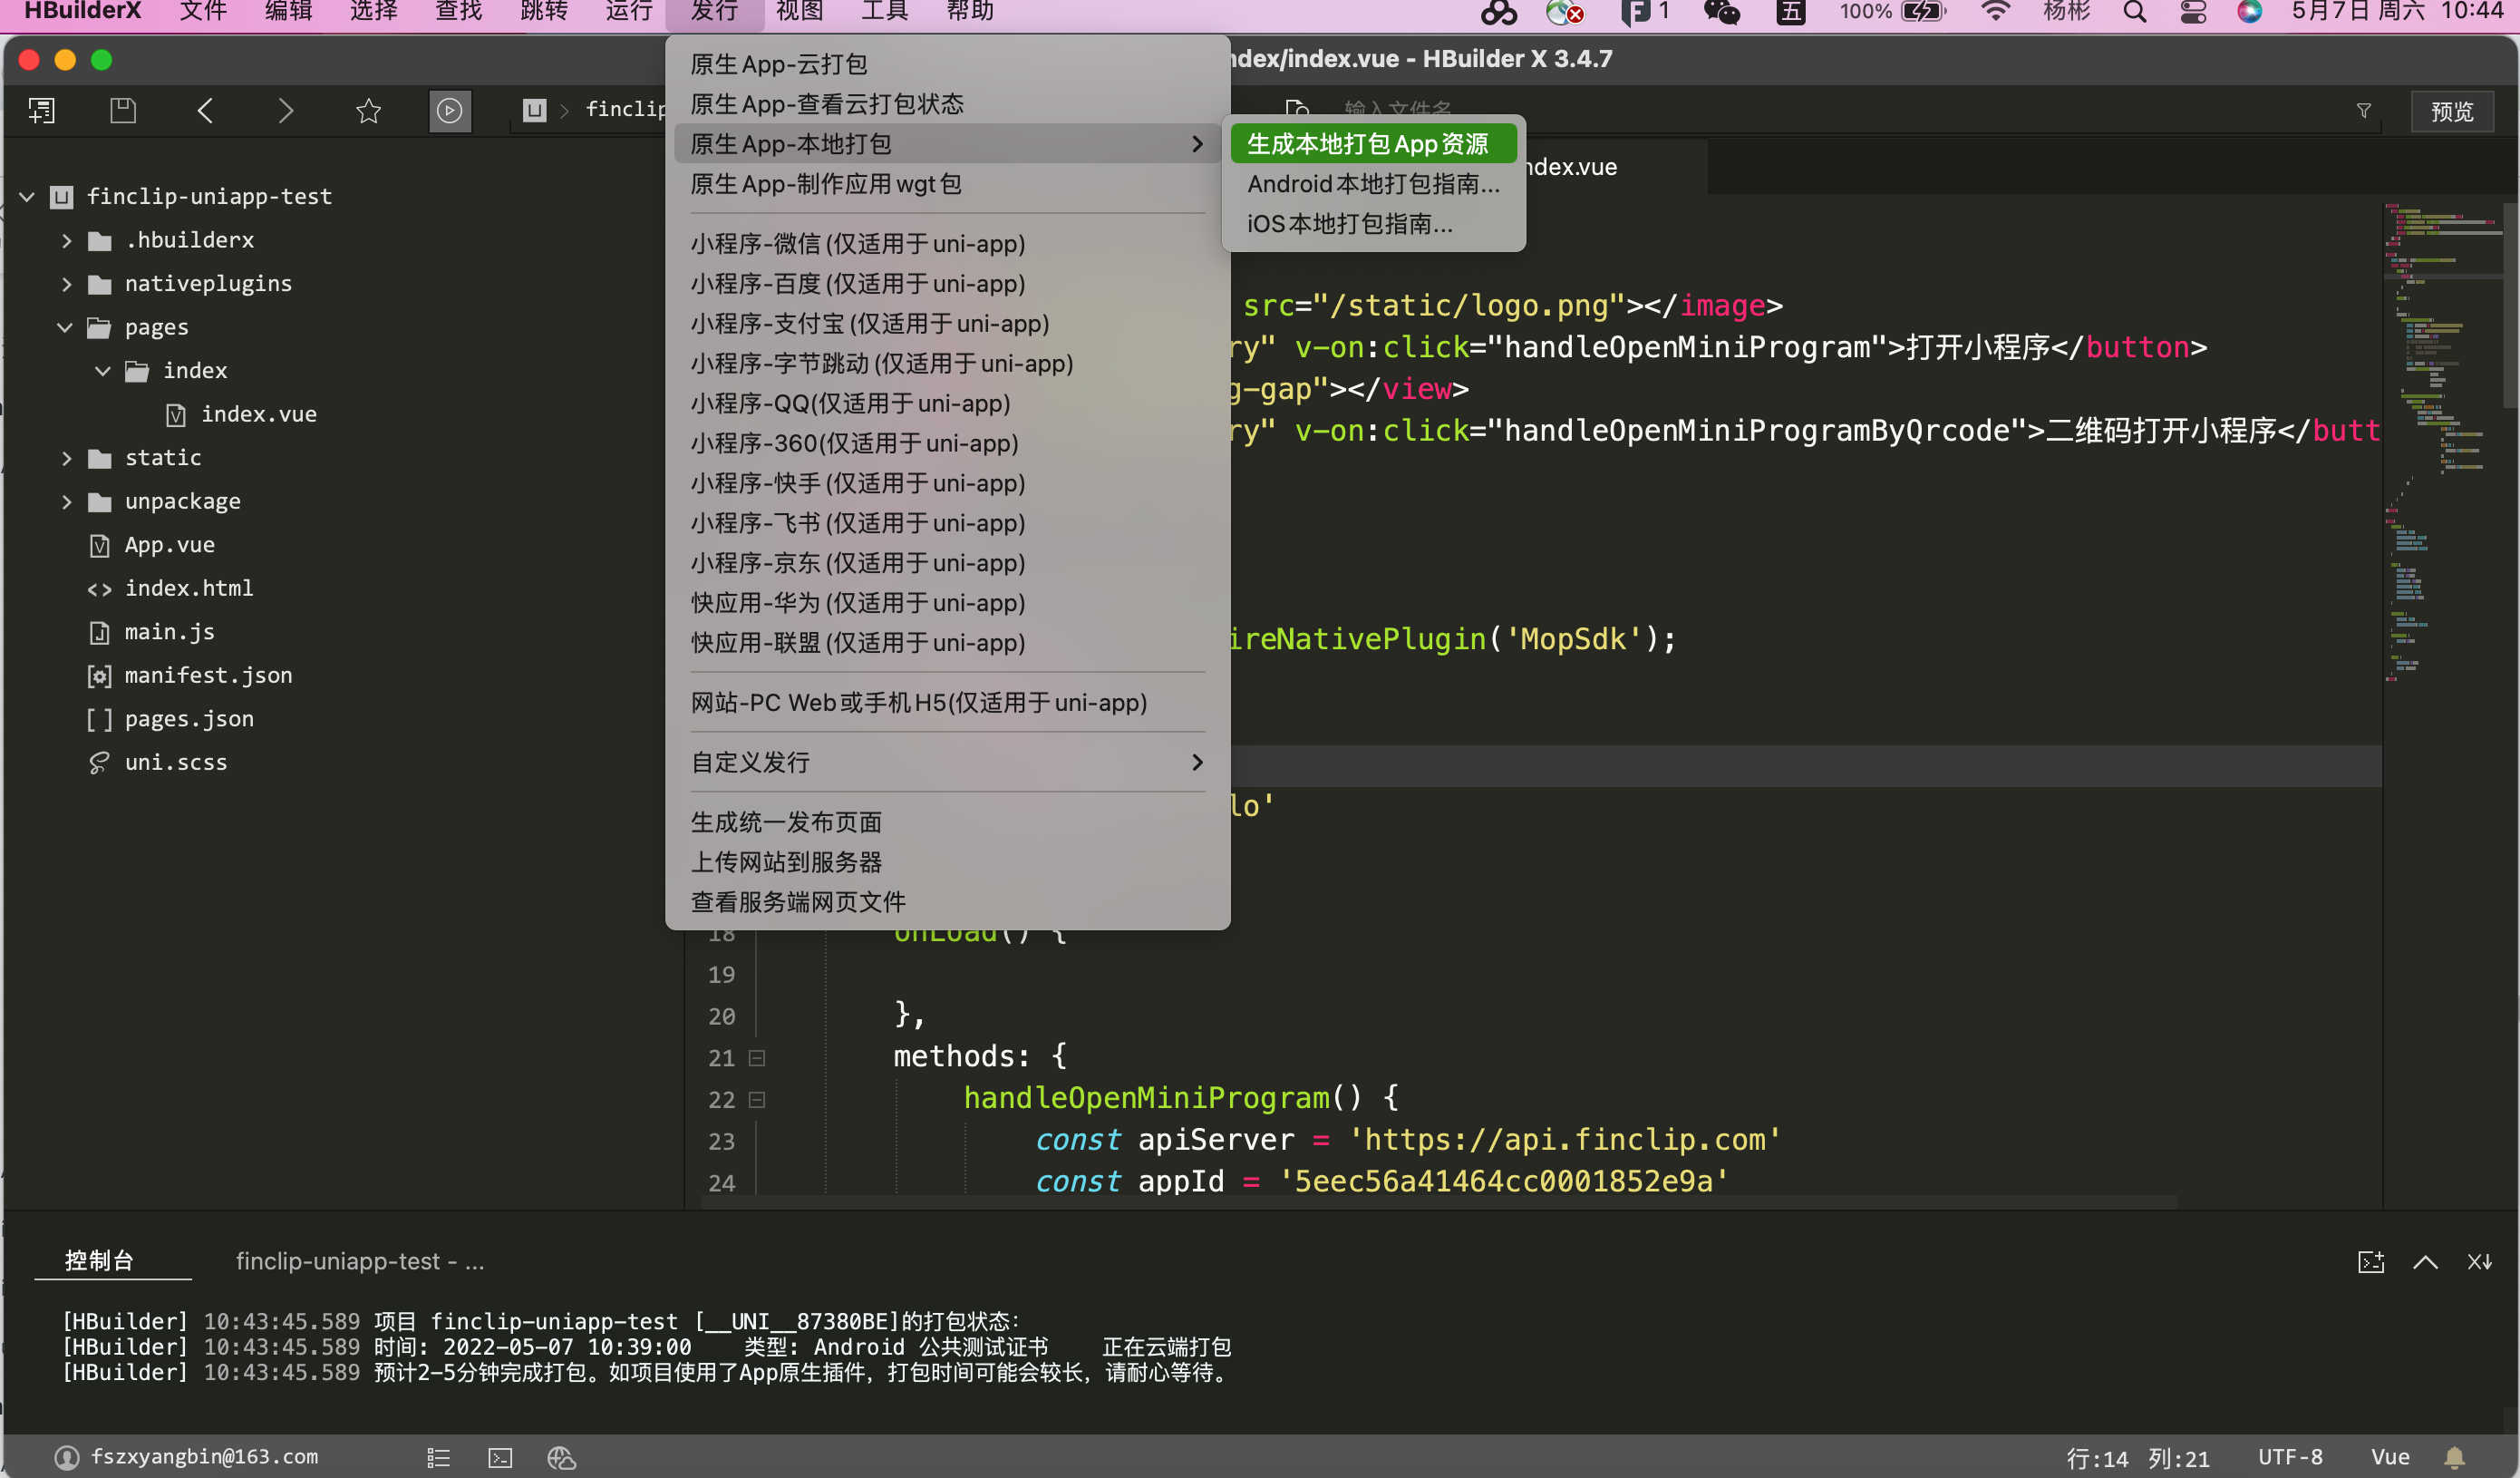 HBuilderX 文件 编辑 选择 查找 跳转 运行 发行 视图 工具 帮助 1 五 100% 杨彬 5月7日 周六 10:44
ndex/index.vue - HBuilder X 3.4.7
finclip
输入文件名
预览
原生App-云打包
原生App-查看云打包状态
原生App-本地打包
原生App-制作应用wgt包
小程序-微信(仅适用于uni-app)
小程序-百度(仅适用于uni-app)
小程序-支付宝(仅适用于uni-app)
小程序-字节跳动(仅适用于uni-app)
小程序-QQ(仅适用于uni-app)
小程序-360(仅适用于uni-app)
小程序-快手(仅适用于uni-app)
小程序-飞书(仅适用于uni-app)
小程序-京东(仅适用于uni-app)
快应用-华为(仅适用于uni-app)
快应用-联盟(仅适用于uni-app)
网站-PC Web或手机H5(仅适用于uni-app)
自定义发行
生成统一发布页面
上传网站到服务器
查看服务端网页文件
生成本地打包App资源
Android本地打包指南...
iOS本地打包指南...
ndex.vue
finclip-uniapp-test
.hbuilderx
nativeplugins
pages
index
index.vue
static
unpackage
App.vue
index.html
main.js
manifest.json
pages.json
uni.scss
src="/static/logo.png"></image>
ry" v-on:click="handleOpenMiniProgram">打开小程序</button>
g-gap"></view>
ry" v-on:click="handleOpenMiniProgramByQrcode">二维码打开小程序</butt
ireNativePlugin('MopSdk');
lo'
18 onLoad() {
19
20 },
21 methods: {
22 handleOpenMiniProgram() {
23 const apiServer = 'https://api.finclip.com'
24 const appId = '5eec56a41464cc0001852e9a'
控制台 finclip-uniapp-test - ...
[HBuilder] 10:43:45.589 项目 finclip-uniapp-test [__UNI__87380BE]的打包状态:
[HBuilder] 10:43:45.589 时间: 2022-05-07 10:39:00 类型: Android 公共测试证书 正在云端打包
[HBuilder] 10:43:45.589 预计2-5分钟完成打包。如项目使用了App原生插件，打包时间可能会较长，请耐心等待。
fszxyangbin@163.com
行:14 列:21 UTF-8 Vue